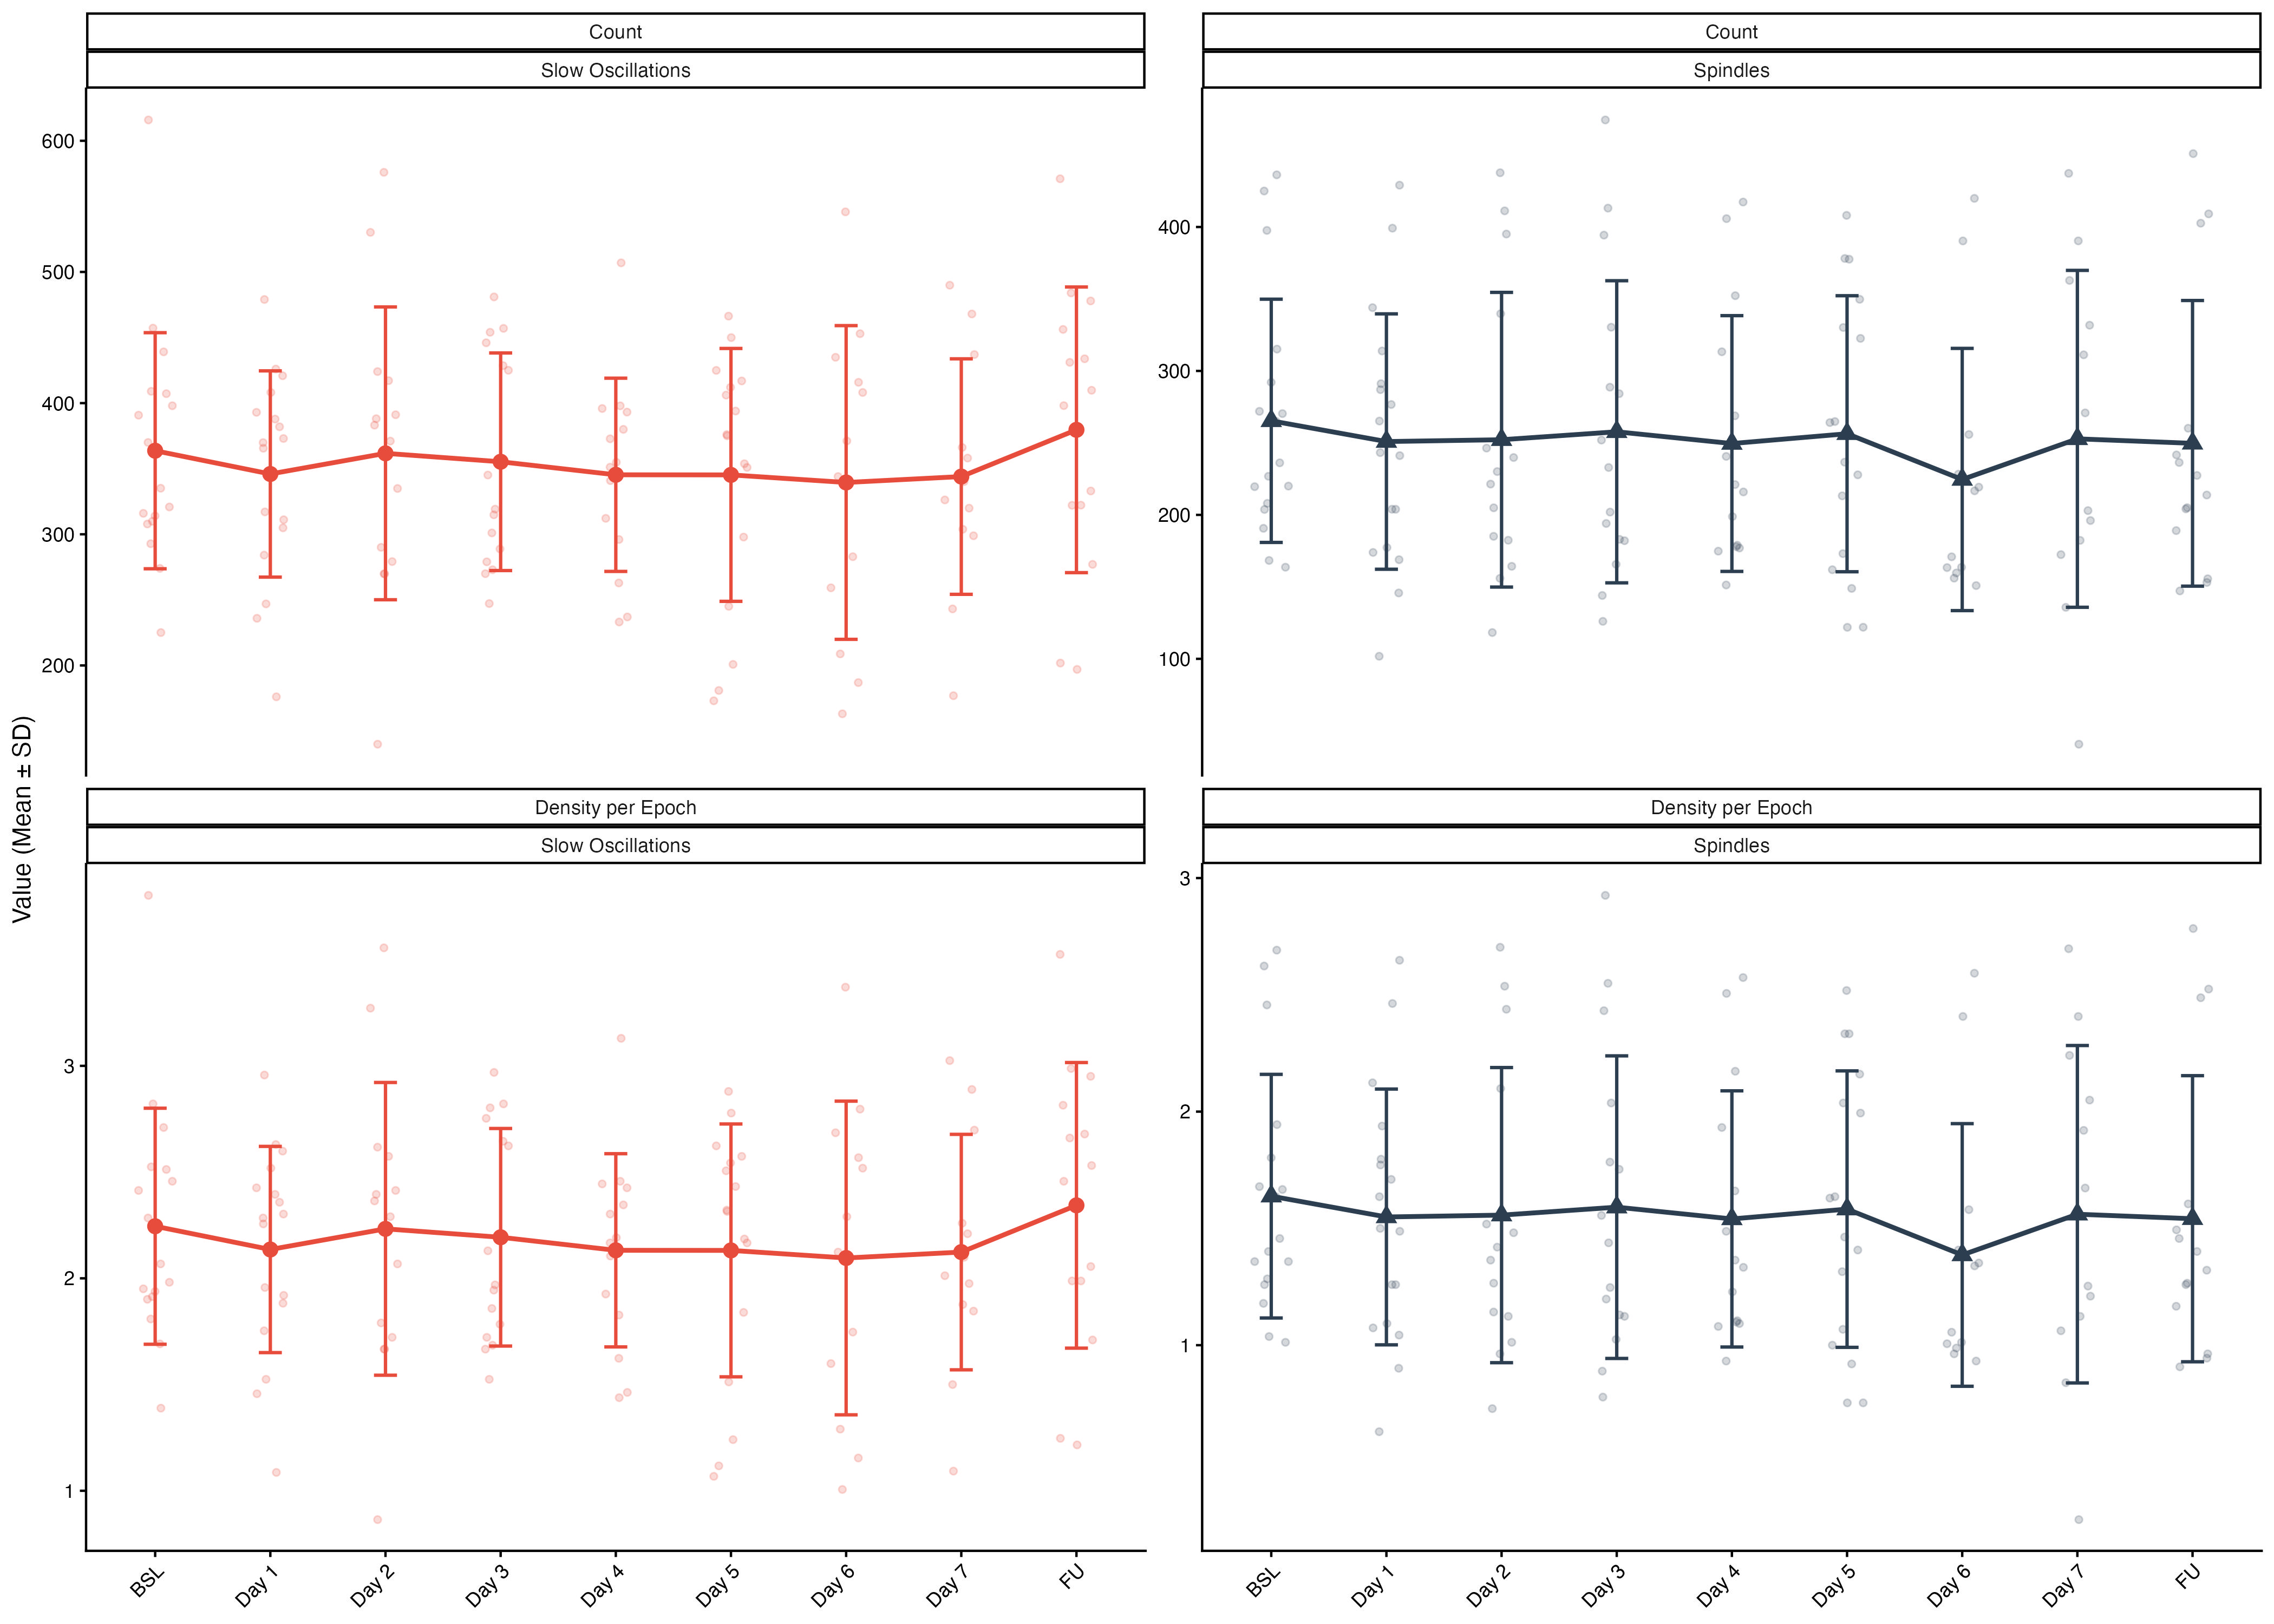 Count
Slow Oscillations
Count
Spindles
600
500
400
300
200
400
300
200
100
Value (Mean ± SD)
Density per Epoch
Slow Oscillations
Density per Epoch
Spindles
3
2
1
3
2
1
BSL
Day 1
Day 2
Day 3
Day 4
Day 5
Day 6
Day 7
FU
BSL
Day 1
Day 2
Day 3
Day 4
Day 5
Day 6
Day 7
FU